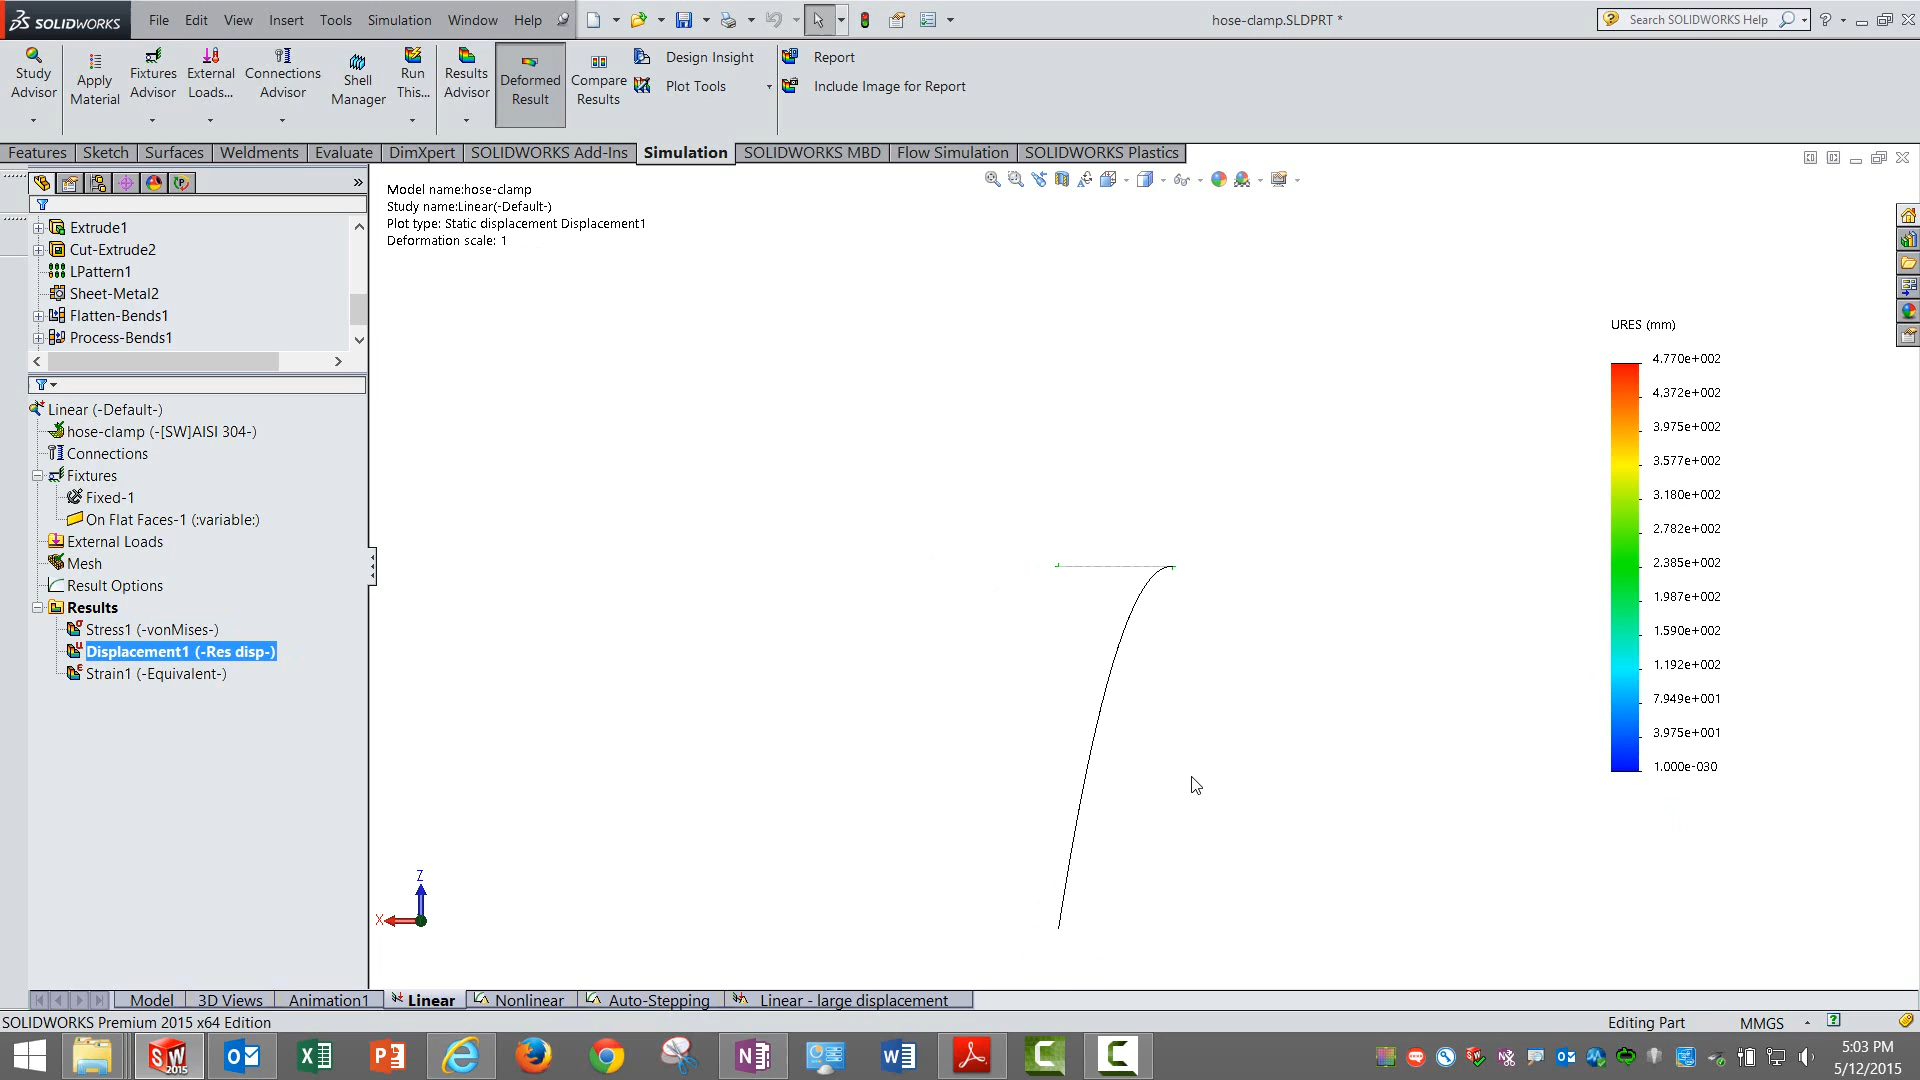 SOLIDWORKS File Edit View Insert Tools Simulation Window Help hose-clamp.SLDPRT * Search SOLIDWORKS Help
Study Advisor
Apply Material
Fixtures Advisor
External Loads...
Connections Advisor
Shell Manager
Run This...
Results Advisor
Deformed Result
Compare Results
Design Insight
Plot Tools
Report
Include Image for Report
Features Sketch Surfaces Weldments Evaluate DimXpert SOLIDWORKS Add-Ins Simulation SOLIDWORKS MBD Flow Simulation SOLIDWORKS Plastics
Extrude1
Cut-Extrude2
LPattern1
Sheet-Metal2
Flatten-Bends1
Process-Bends1
Linear (-Default-)
hose-clamp (-[SW]AISI 304-)
Connections
Fixtures
Fixed-1
On Flat Faces-1 (:variable:)
External Loads
Mesh
Result Options
Results
Stress1 (-vonMises-)
Displacement1 (-Res disp-)
Strain1 (-Equivalent-)
Model name:hose-clamp
Study name:Linear(-Default-)
Plot type: Static displacement Displacement1
Deformation scale: 1
URES (mm)
4.770e+002
4.372e+002
3.975e+002
3.577e+002
3.180e+002
2.782e+002
2.385e+002
1.987e+002
1.590e+002
1.192e+002
7.949e+001
3.975e+001
1.000e-030
Z
X
Model 3D Views Animation1 Linear Nonlinear Auto-Stepping Linear - large displacement
SOLIDWORKS Premium 2015 x64 Edition Editing Part MMGS
5:03 PM
5/12/2015